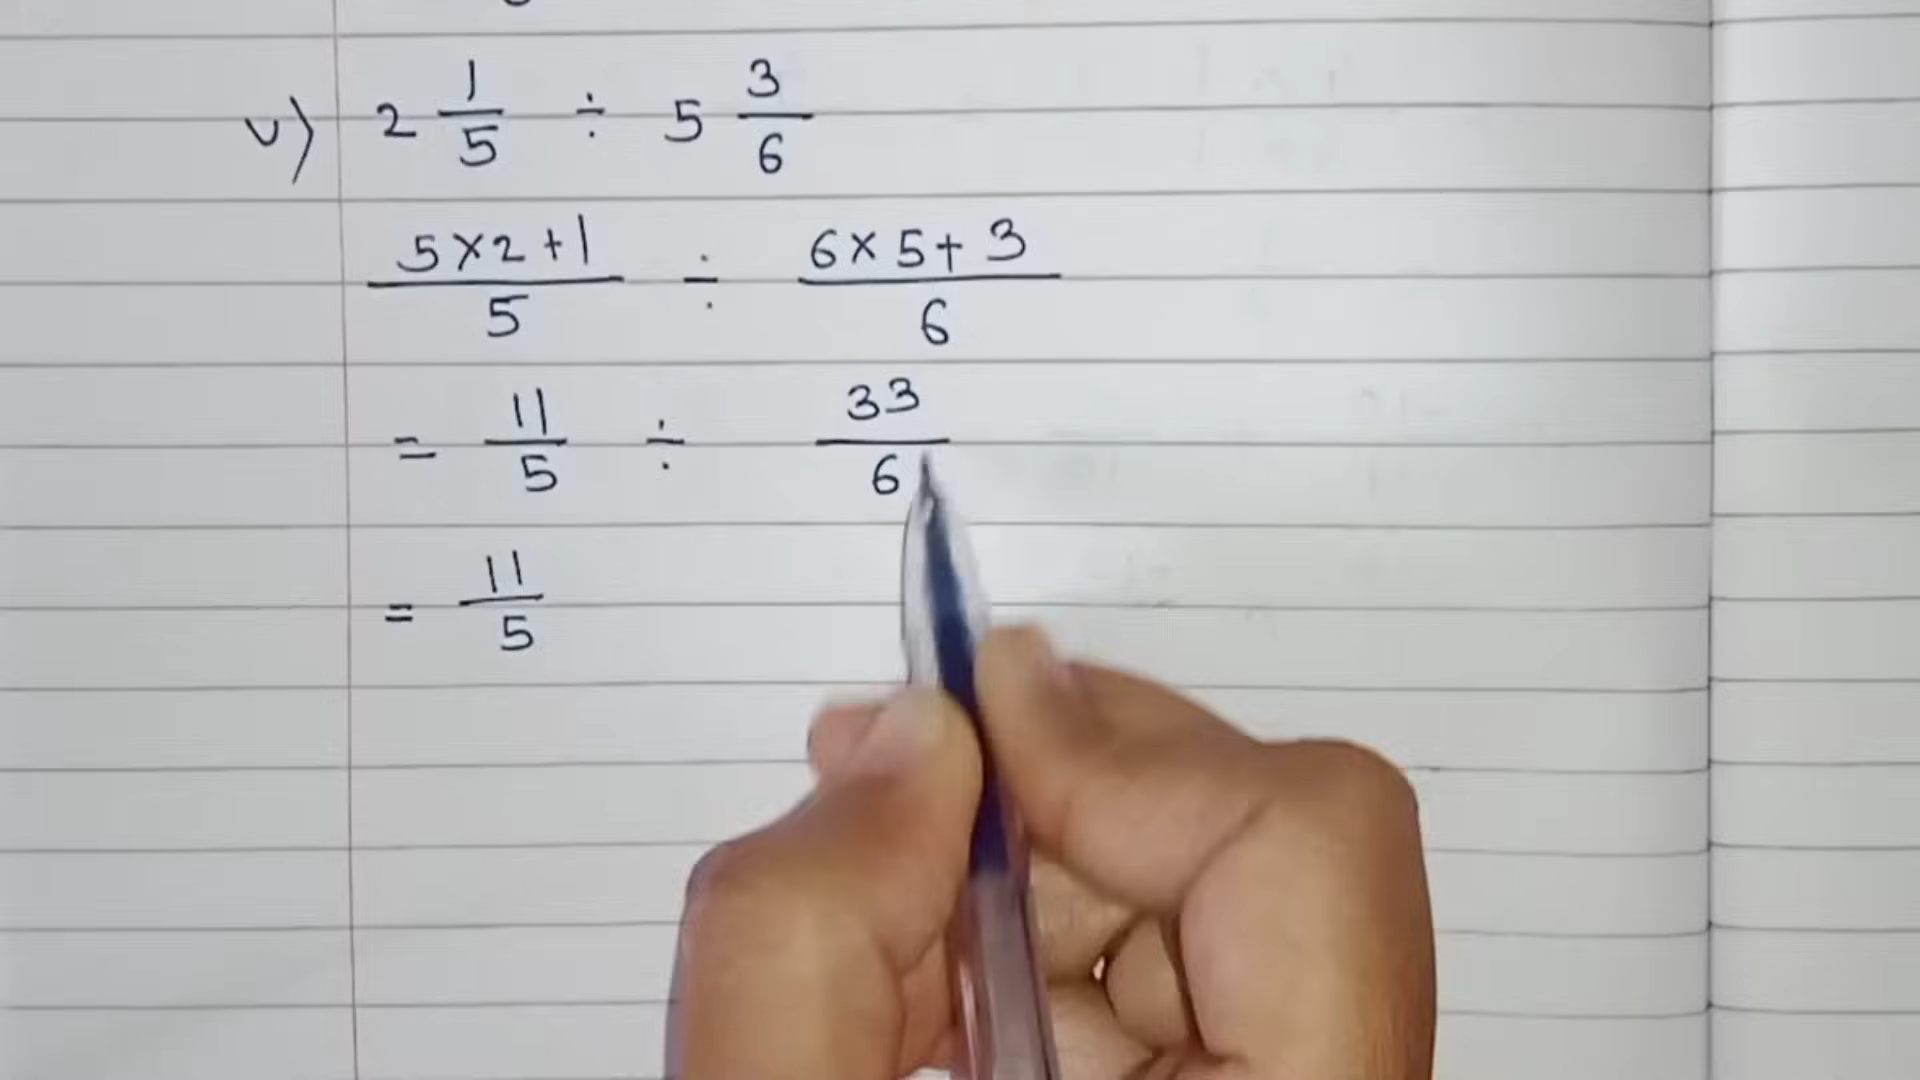 v) 2 1/5 ÷ 5 3/6
5×2+1/5 ÷ 6×5+3/6
= 11/5 ÷ 33/6
= 11/5